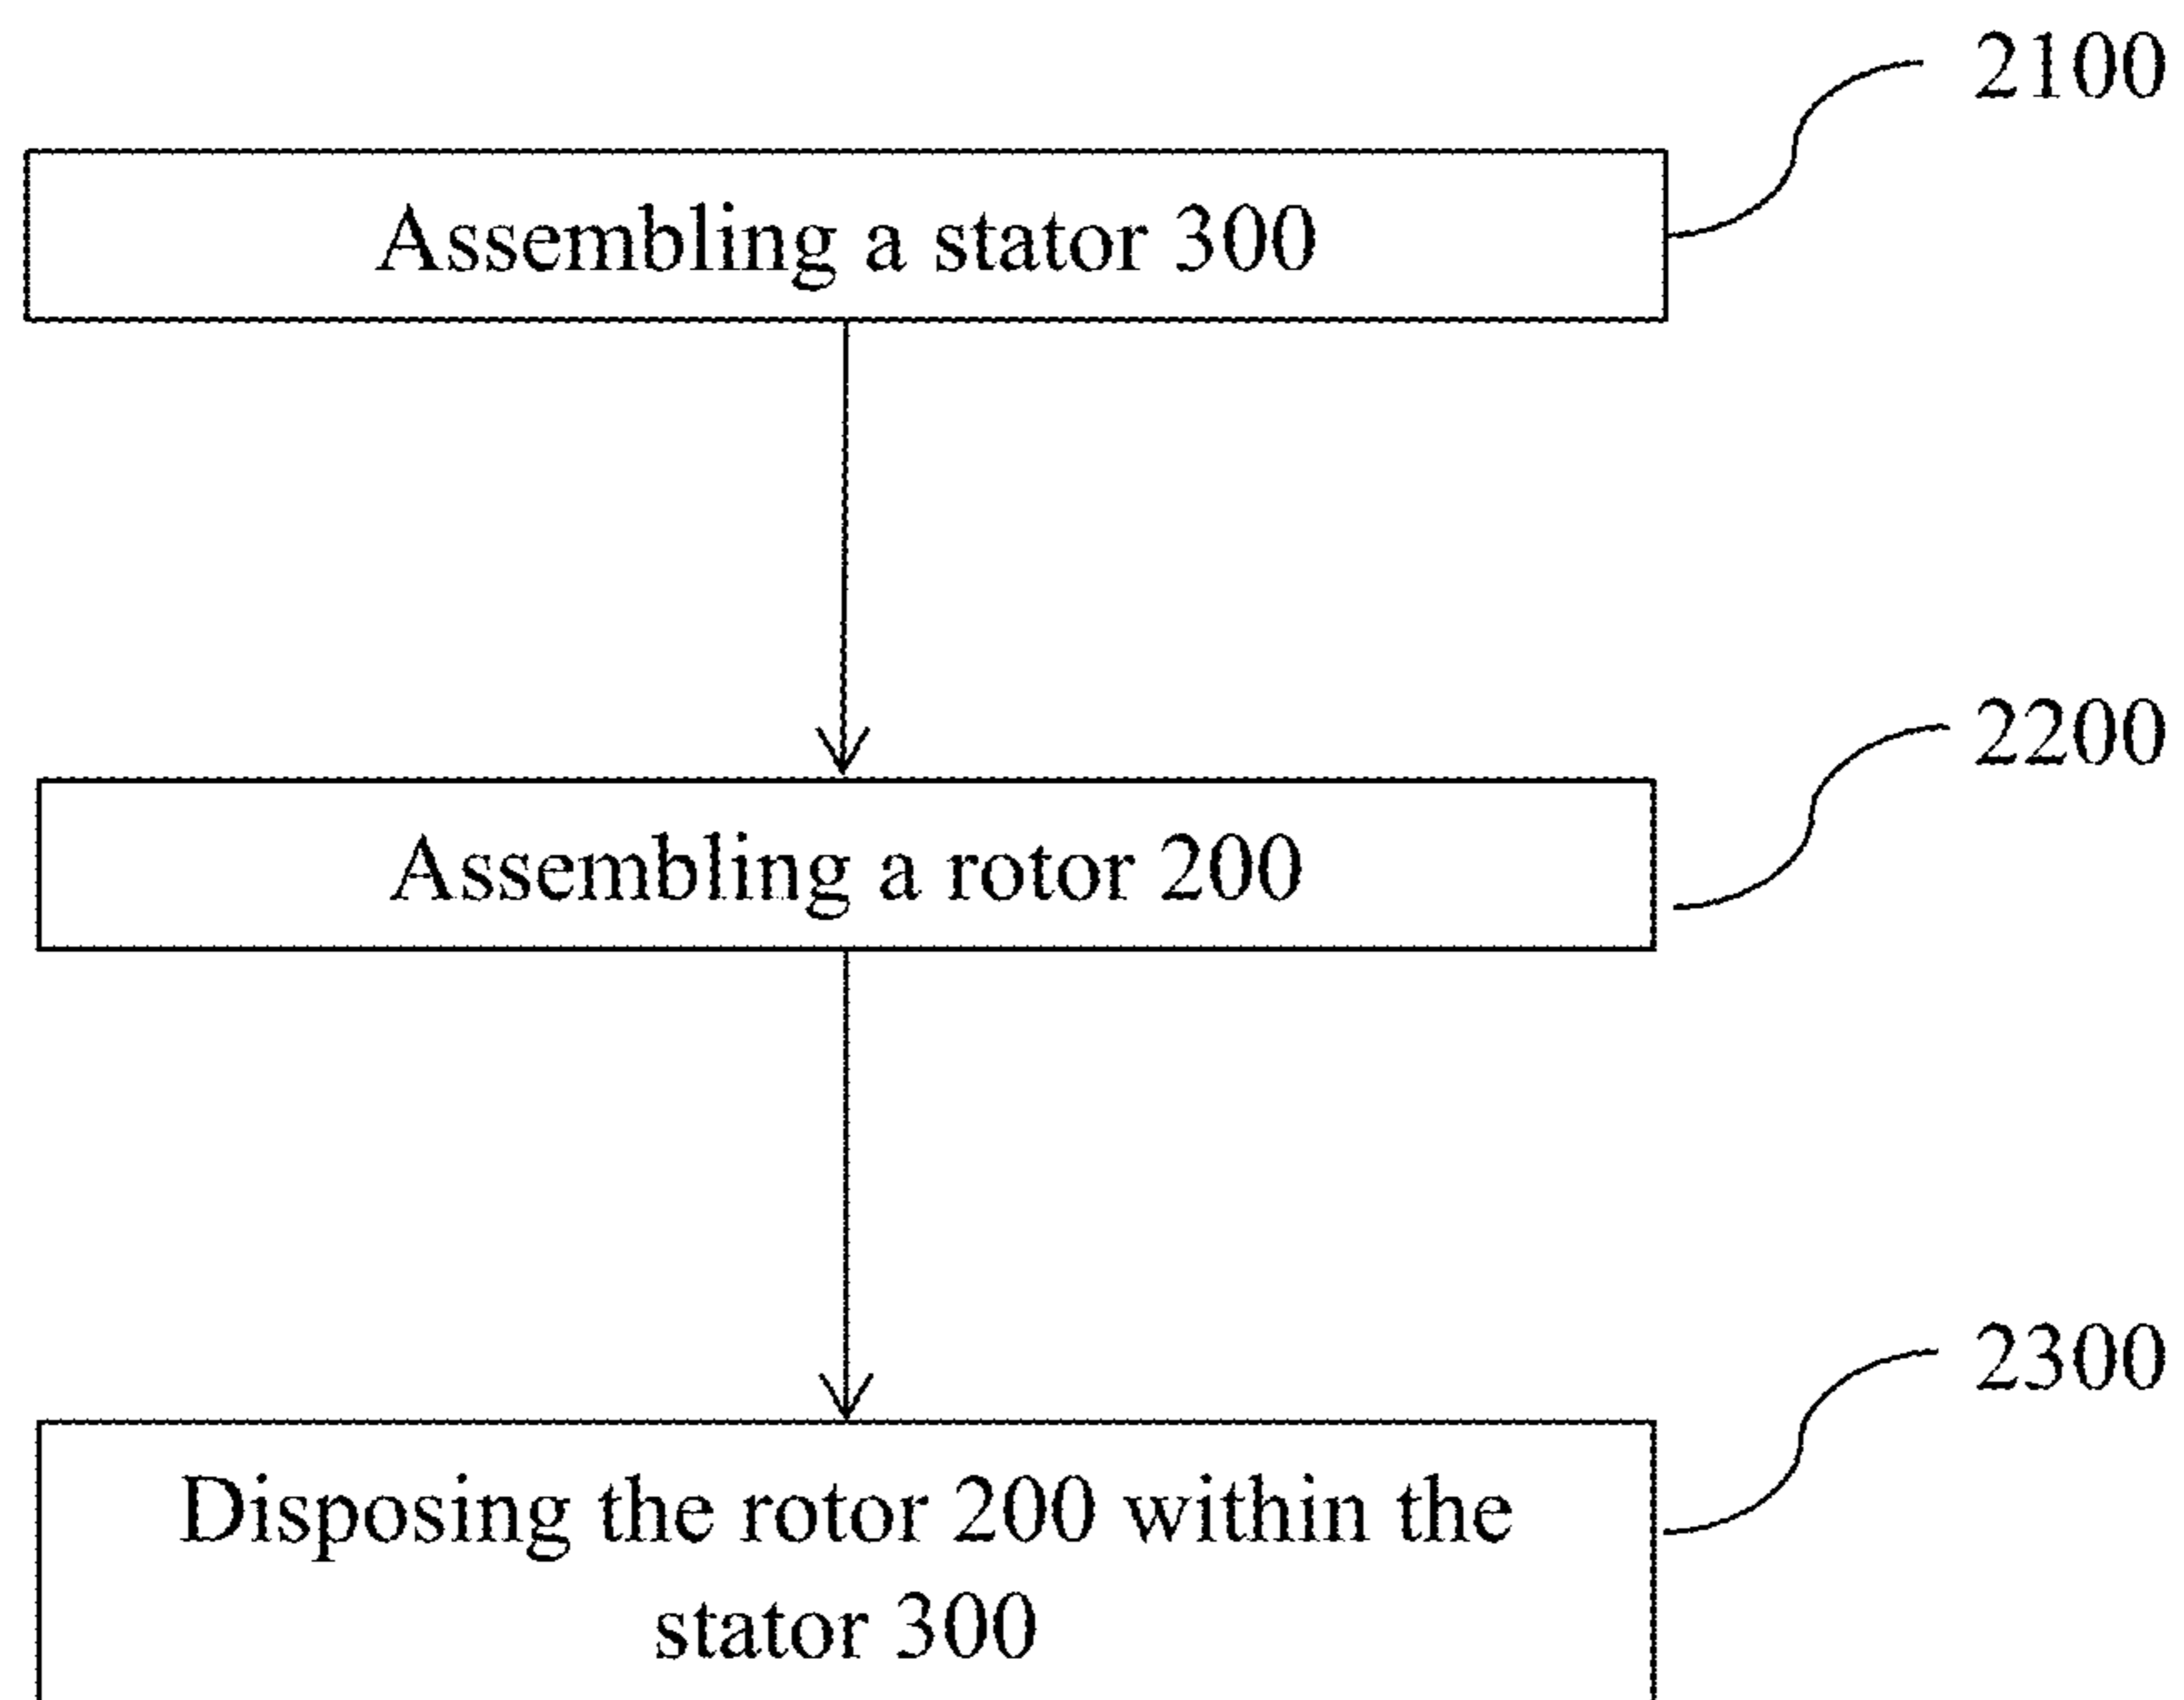 2100
Assembling a stator 300
2200
Assembling a rotor 200
2300
Disposing the rotor 200 within the
stator 300